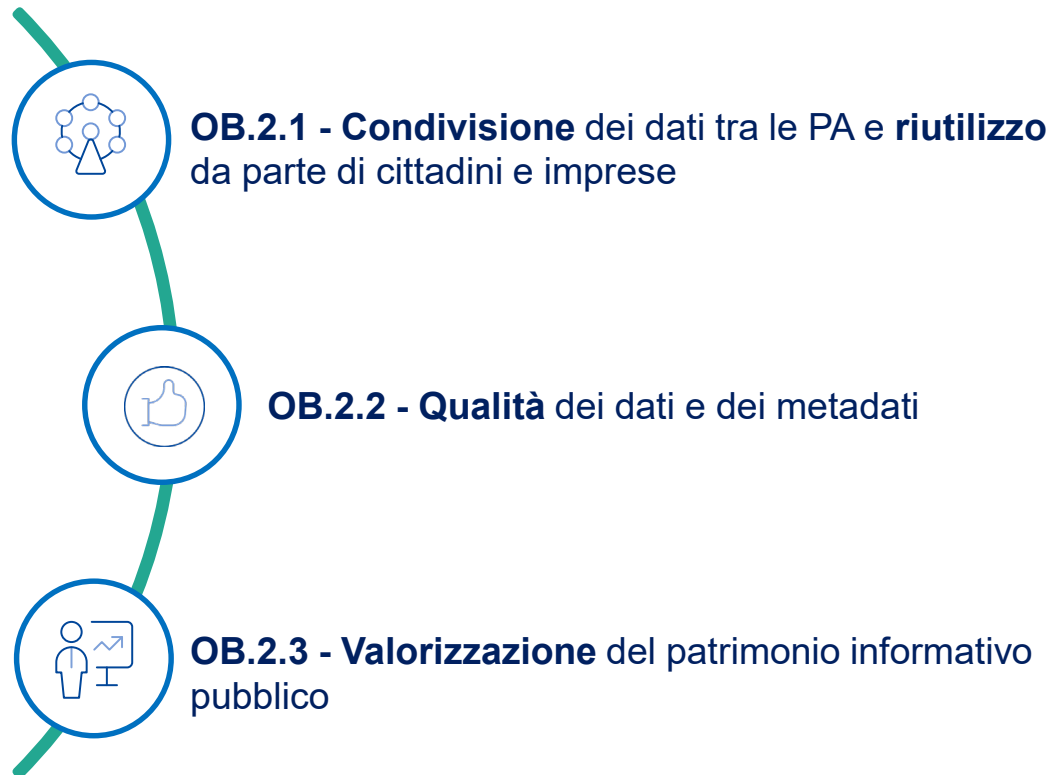 OB.2.1 - Condivisione dei dati tra le PA e riutilizzo
da parte di cittadini e imprese
OB.2.2 - Qualità dei dati e dei metadati
OB.2.3 - Valorizzazione del patrimonio informativo
pubblico